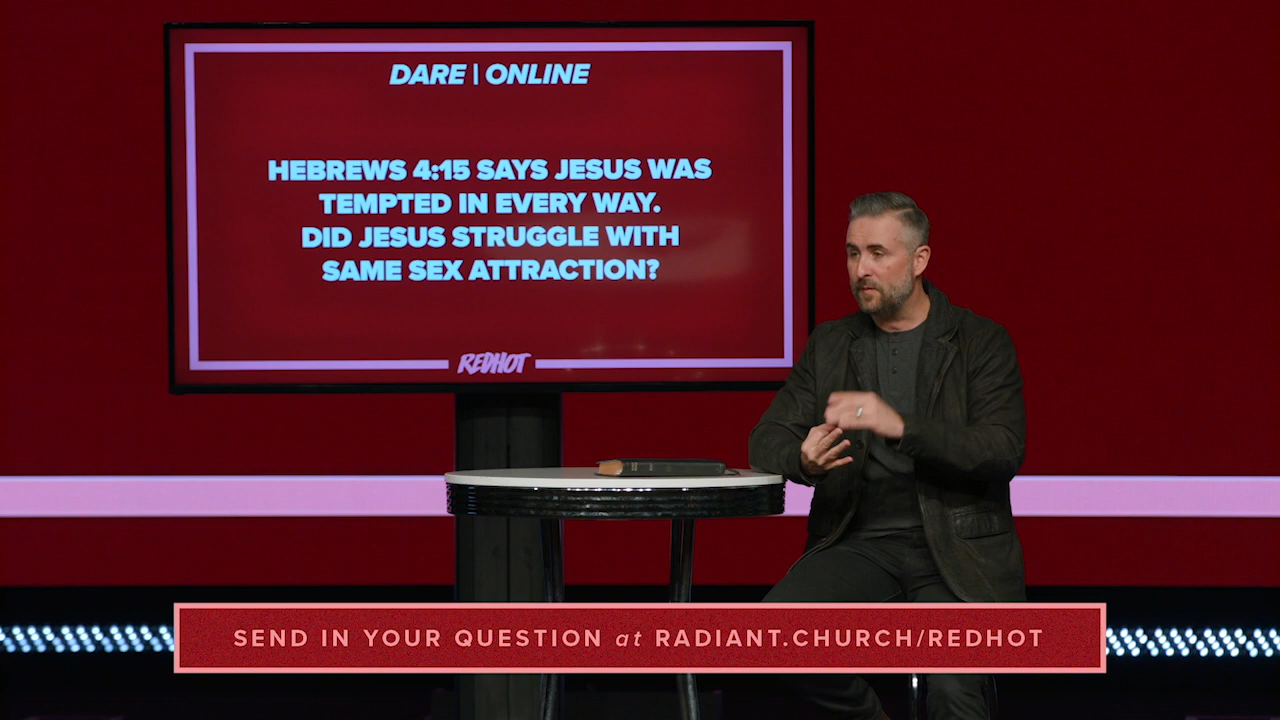 DARE | ONLINE
HEBREWS 4:15 SAYS JESUS WAS
TEMPTED IN EVERY WAY.
DID JESUS STRUGGLE WITH
SAME SEX ATTRACTION?
REDHOT
SEND IN YOUR QUESTION at RADIANT.CHURCH/REDHOT